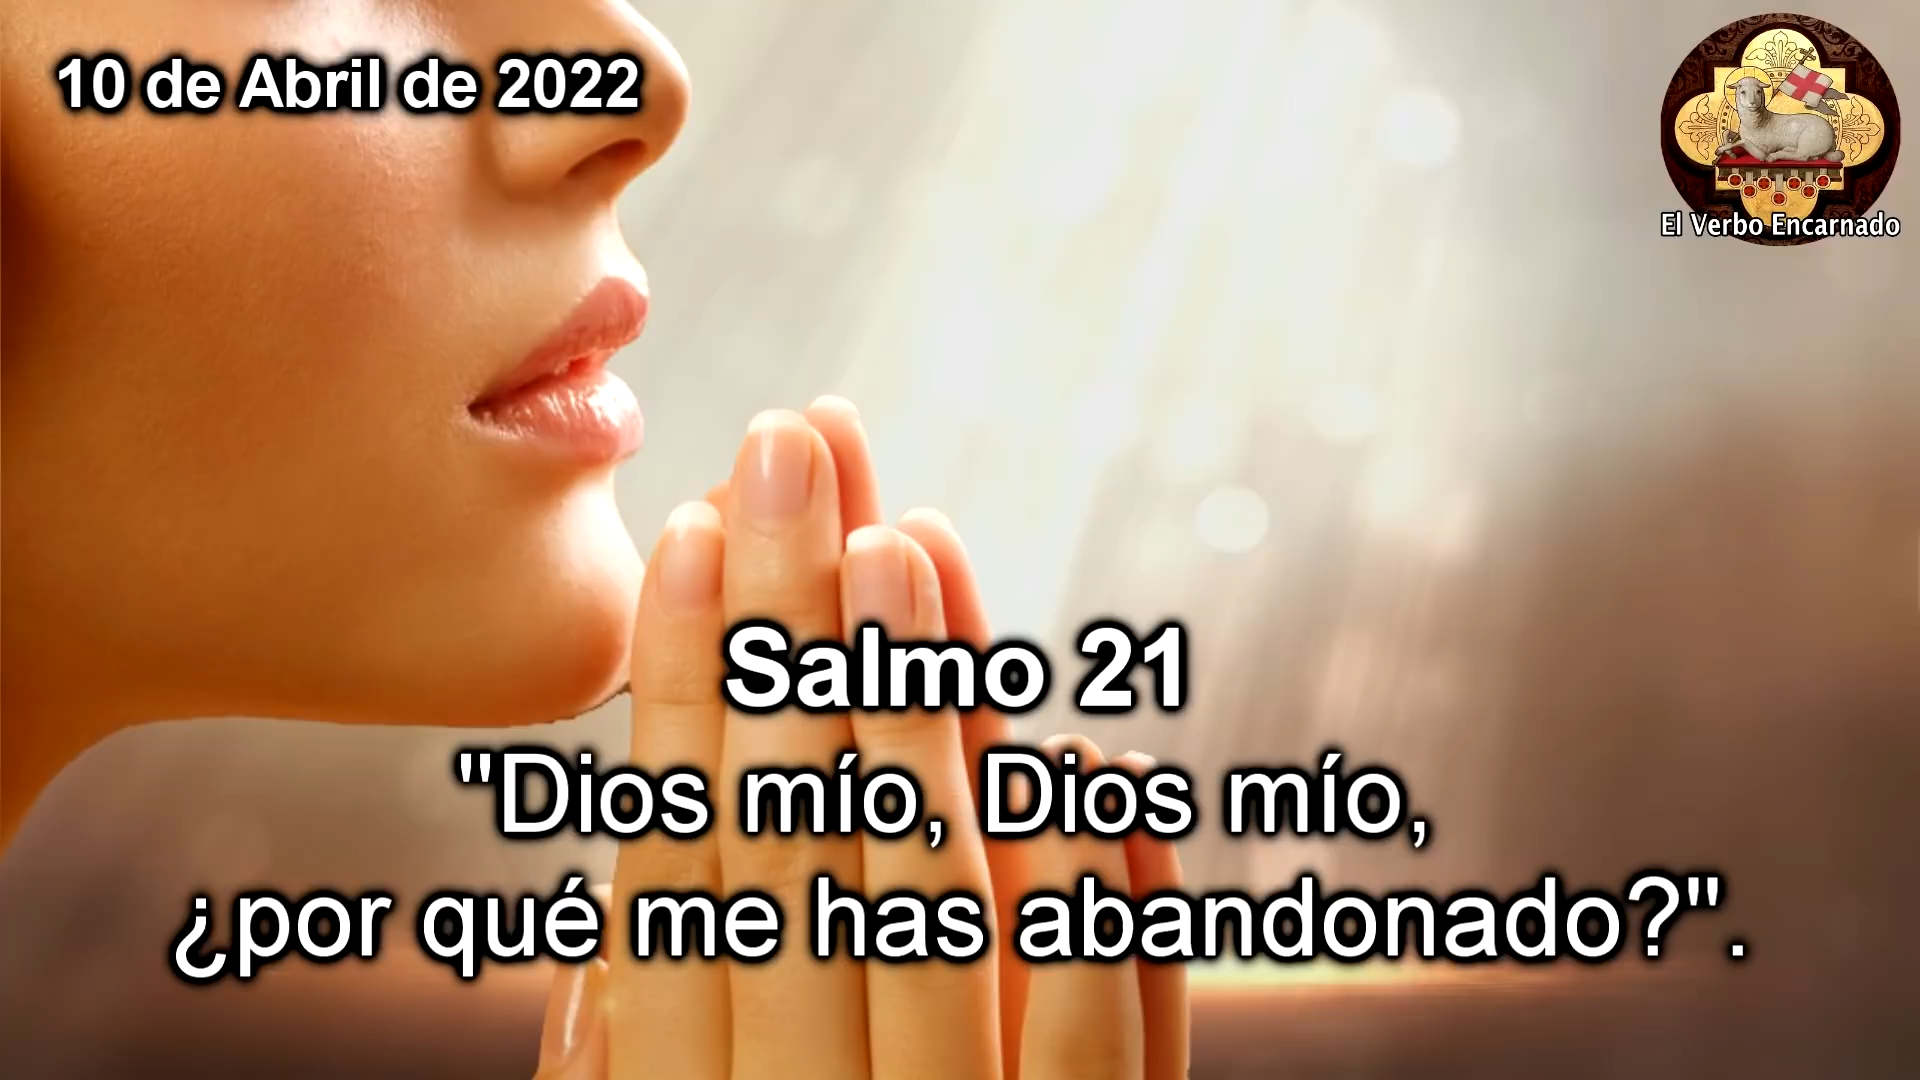 10 de Abril de 2022
El Verbo Encarnado
Salmo 21
"Dios mío, Dios mío,
¿por qué me has abandonado?".